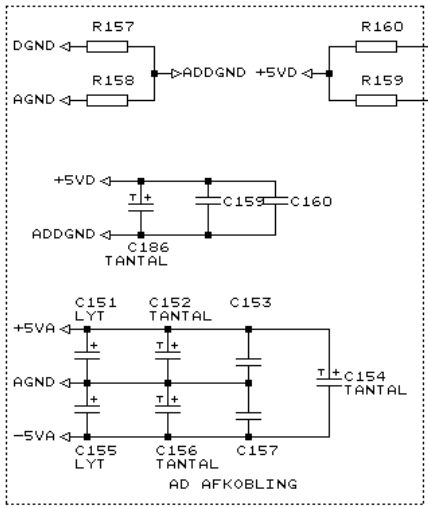 R157 R160
DGND ADDGND +5VD
R158 R159
AGND
+5VD
C159 C160
ADDGND
T +
C186
TANTAL
C151 C152 C153
LYT TANTAL
+5VA
+ T +
T + C154
AGND TANTAL
+ T +
-5VA
C155 C156 C157
LYT TANTAL
AD AFKOBLING